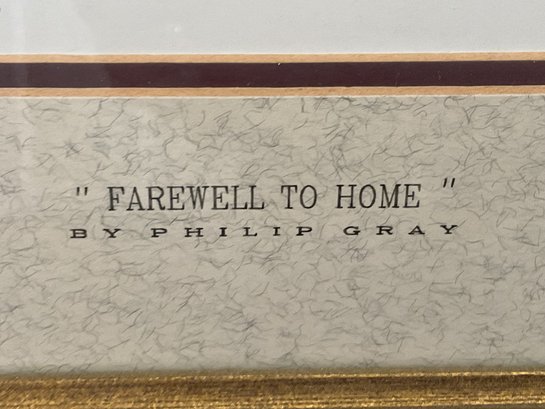 " FAREWELL TO HOME "
BY PHILIP GRAY